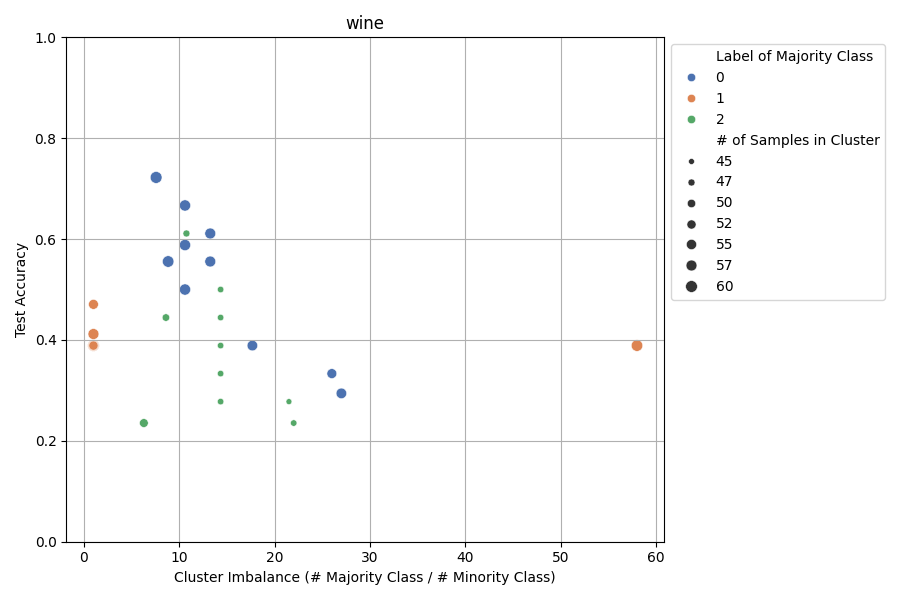 wine
1.0
0.8
0.6
0.4
0.2
0.0
Test Accuracy
0 10 20 30 40 50 60
Cluster Imbalance (# Majority Class / # Minority Class)
Label of Majority Class
0
1
2
# of Samples in Cluster
45
47
50
52
55
57
60